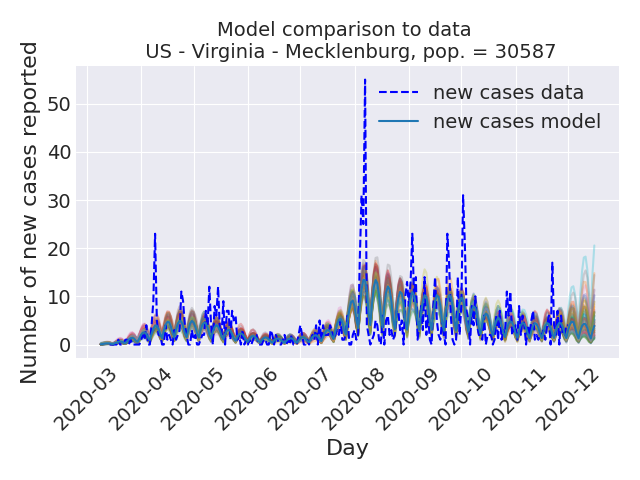 Model comparison to data
US - Virginia - Mecklenburg, pop. = 30587
Number of new cases reported
50
40
30
20
10
0
new cases data
new cases model
2020-03
2020-04
2020-05
2020-06
2020-07
2020-08
2020-09
2020-10
2020-11
2020-12
Day